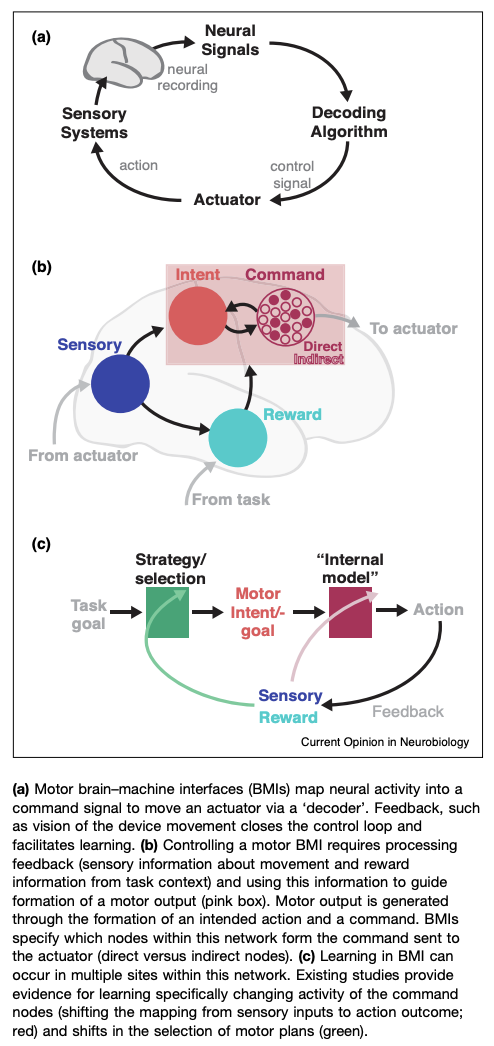 (a)
Neural
Signals
neural
recording
Sensory
Systems
Decoding
Algorithm
action
control
signal
Actuator
(b)
Intent
Command
Direct
Indirect
To actuator
Sensory
Reward
From actuator
From task
(c)
Strategy/
selection
“Internal
model”
Task
goal
Motor
Intent/-
goal
Action
Sensory
Reward
Feedback
Current Opinion in Neurobiology
(a) Motor brain–machine interfaces (BMIs) map neural activity into a
command signal to move an actuator via a ‘decoder’. Feedback, such
as vision of the device movement closes the control loop and
facilitates learning. (b) Controlling a motor BMI requires processing
feedback (sensory information about movement and reward
information from task context) and using this information to guide
formation of a motor output (pink box). Motor output is generated
through the formation of an intended action and a command. BMIs
specify which nodes within this network form the command sent to
the actuator (direct versus indirect nodes). (c) Learning in BMI can
occur in multiple sites within this network. Existing studies provide
evidence for learning specifically changing activity of the command
nodes (shifting the mapping from sensory inputs to action outcome;
red) and shifts in the selection of motor plans (green).